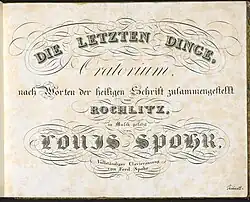 DIE LETZTEN DINGE,
Oratorium,
nach Worten der heiligen Schrift zusammengestellt
von
ROCHLITZ,
in Musik gesetzt
LOUIS SPOHR.
Vollständiger Clavierauszug
von Ferd. Spohr